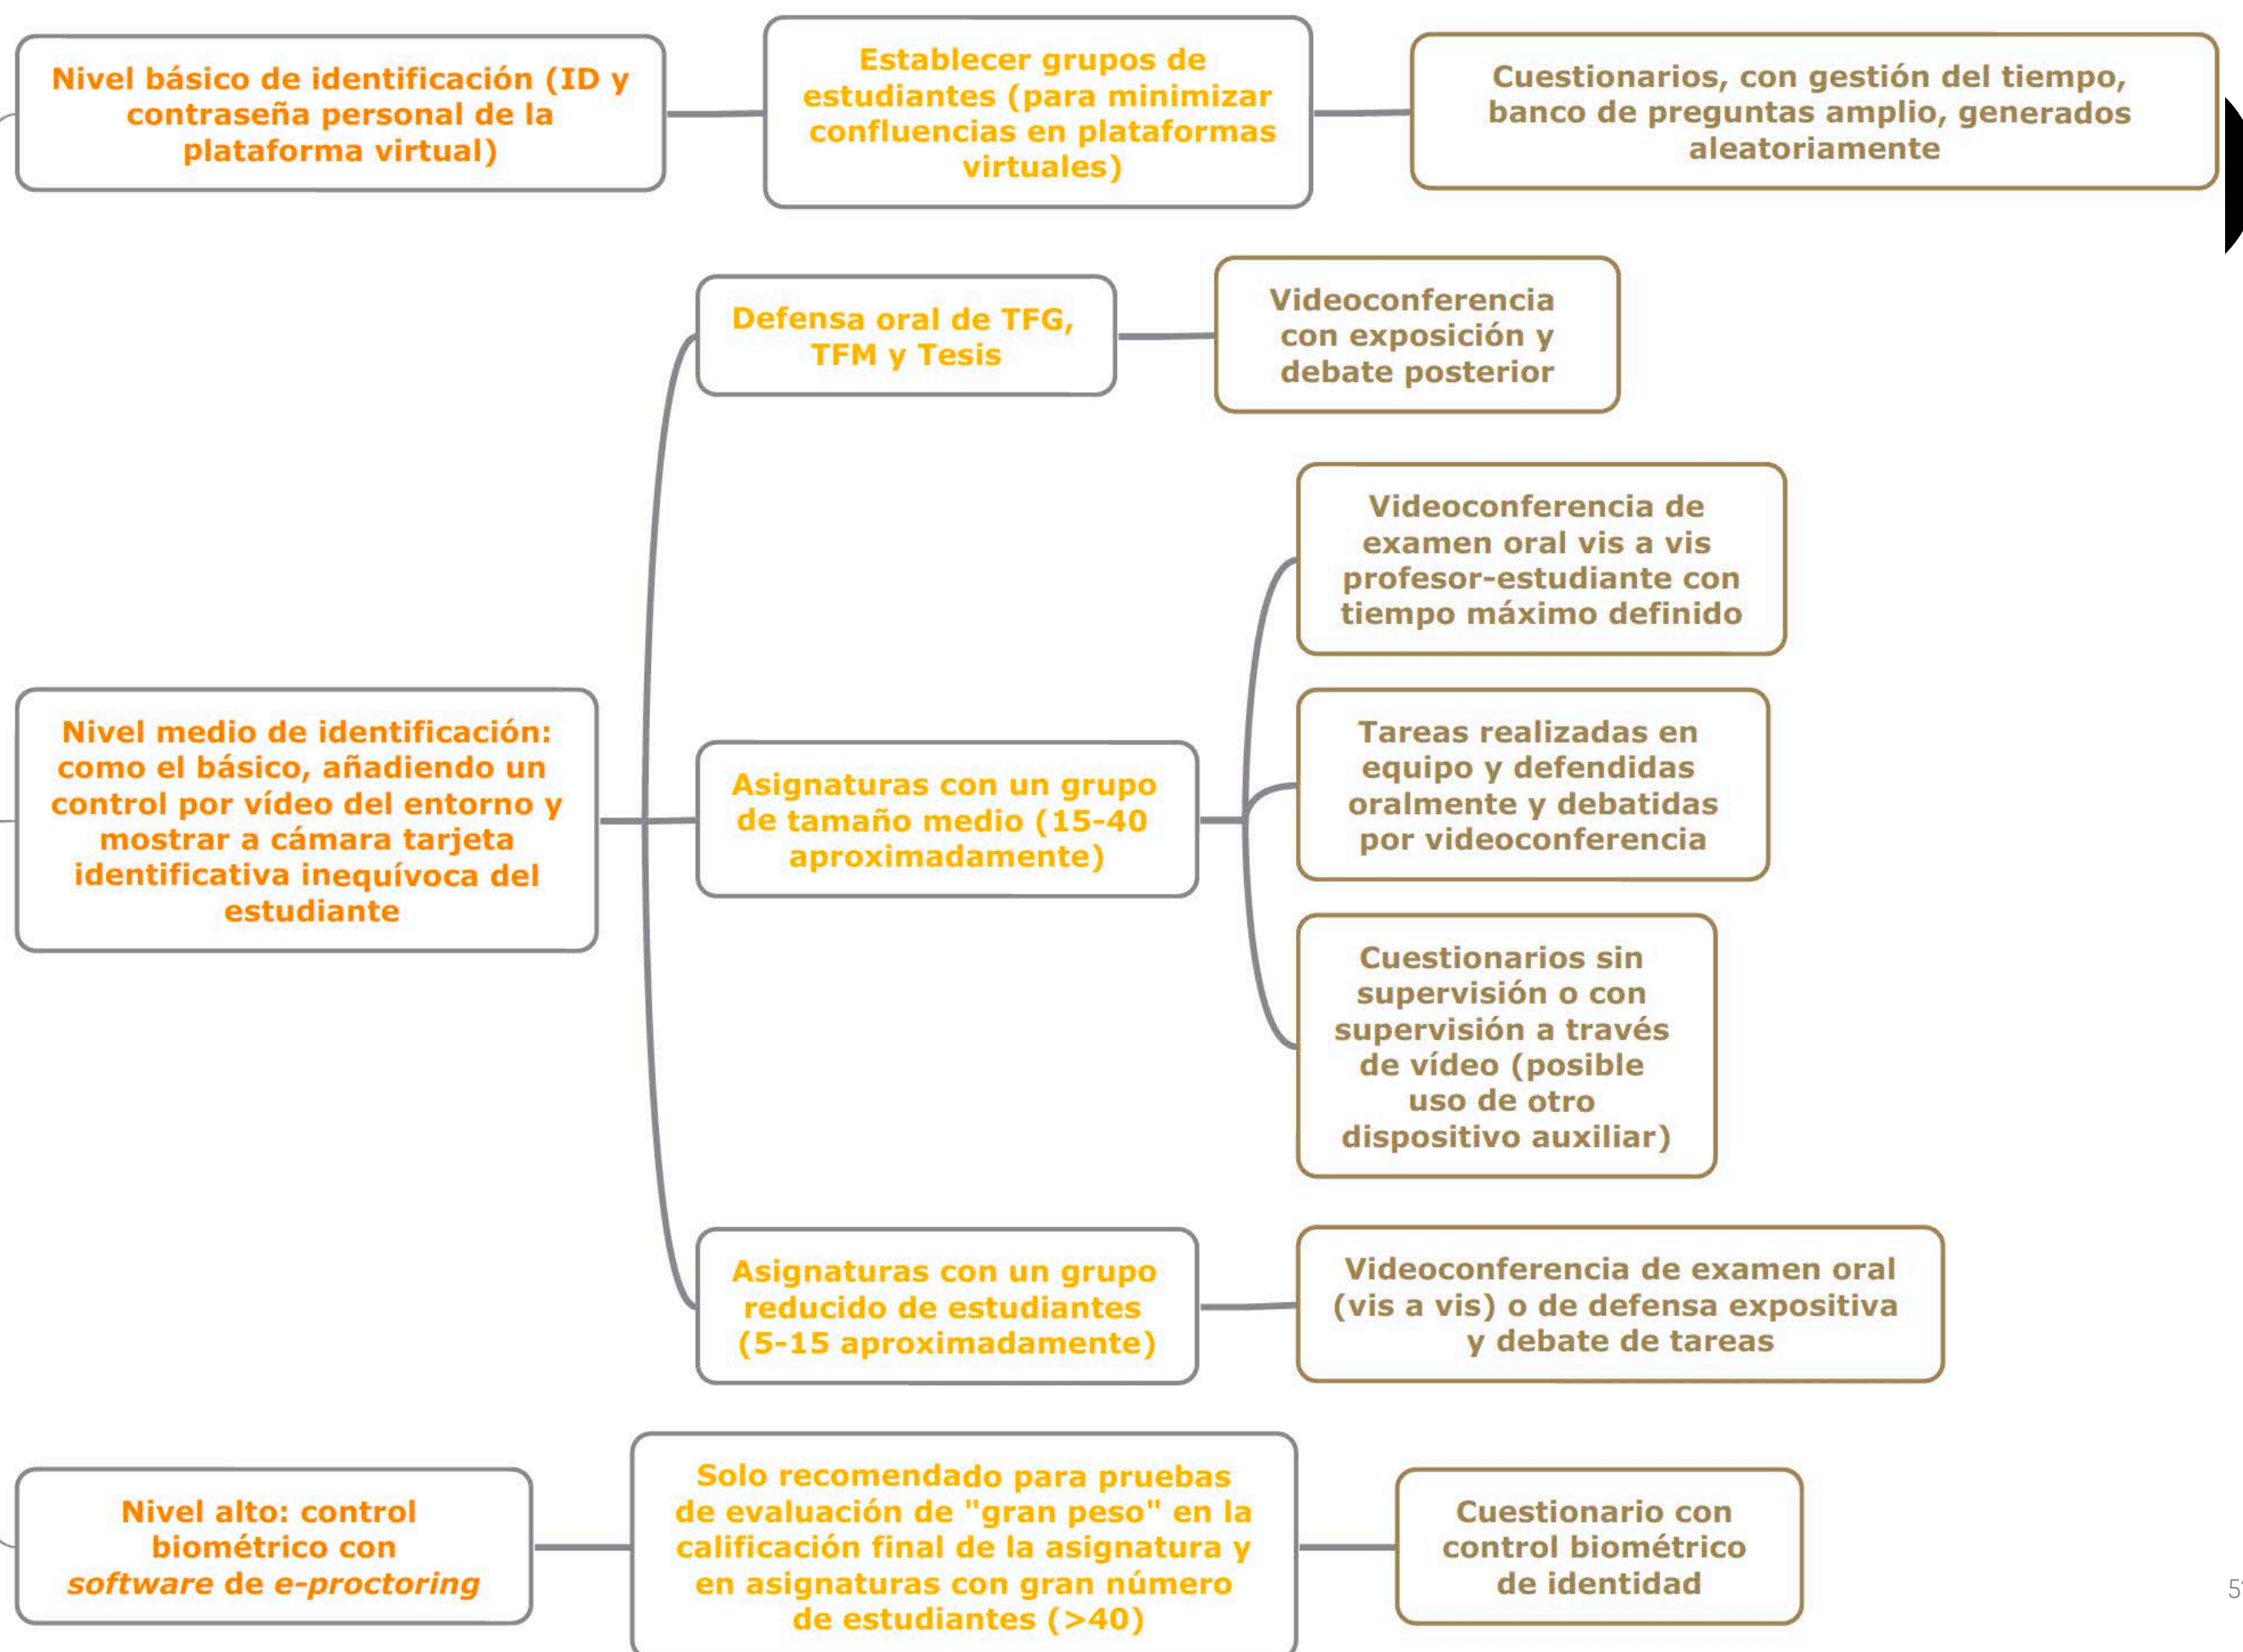 Nivel básico de identificación (ID y
contraseña personal de la
plataforma virtual)
Establecer grupos de
estudiantes (para minimizar
confluencias en plataformas
virtuales)
Cuestionarios, con gestión del tiempo,
banco de preguntas amplio, generados
aleatoriamente
Defensa oral de TFG,
TFM y Tesis
Videoconferencia
con exposición y
debate posterior
Nivel medio de identificación:
como el básico, añadiendo un
control por vídeo del entorno y
mostrar a cámara tarjeta
identificativa inequívoca del
estudiante
Asignaturas con un grupo
de tamaño medio (15-40
aproximadamente)
Videoconferencia de
examen oral vis a vis
profesor-estudiante con
tiempo máximo definido
Tareas realizadas en
equipo y defendidas
oralmente y debatidas
por videoconferencia
Cuestionarios sin
supervisión o con
supervisión a través
de vídeo (posible
uso de otro
dispositivo auxiliar)
Asignaturas con un grupo
reducido de estudiantes
(5-15 aproximadamente)
Videoconferencia de examen oral
(vis a vis) o de defensa expositiva
y debate de tareas
Nivel alto: control
biométrico con
software de e-proctoring
Solo recomendado para pruebas
de evaluación de "gran peso" en la
calificación final de la asignatura y
en asignaturas con gran número
de estudiantes (>40)
Cuestionario con
control biométrico
de identidad